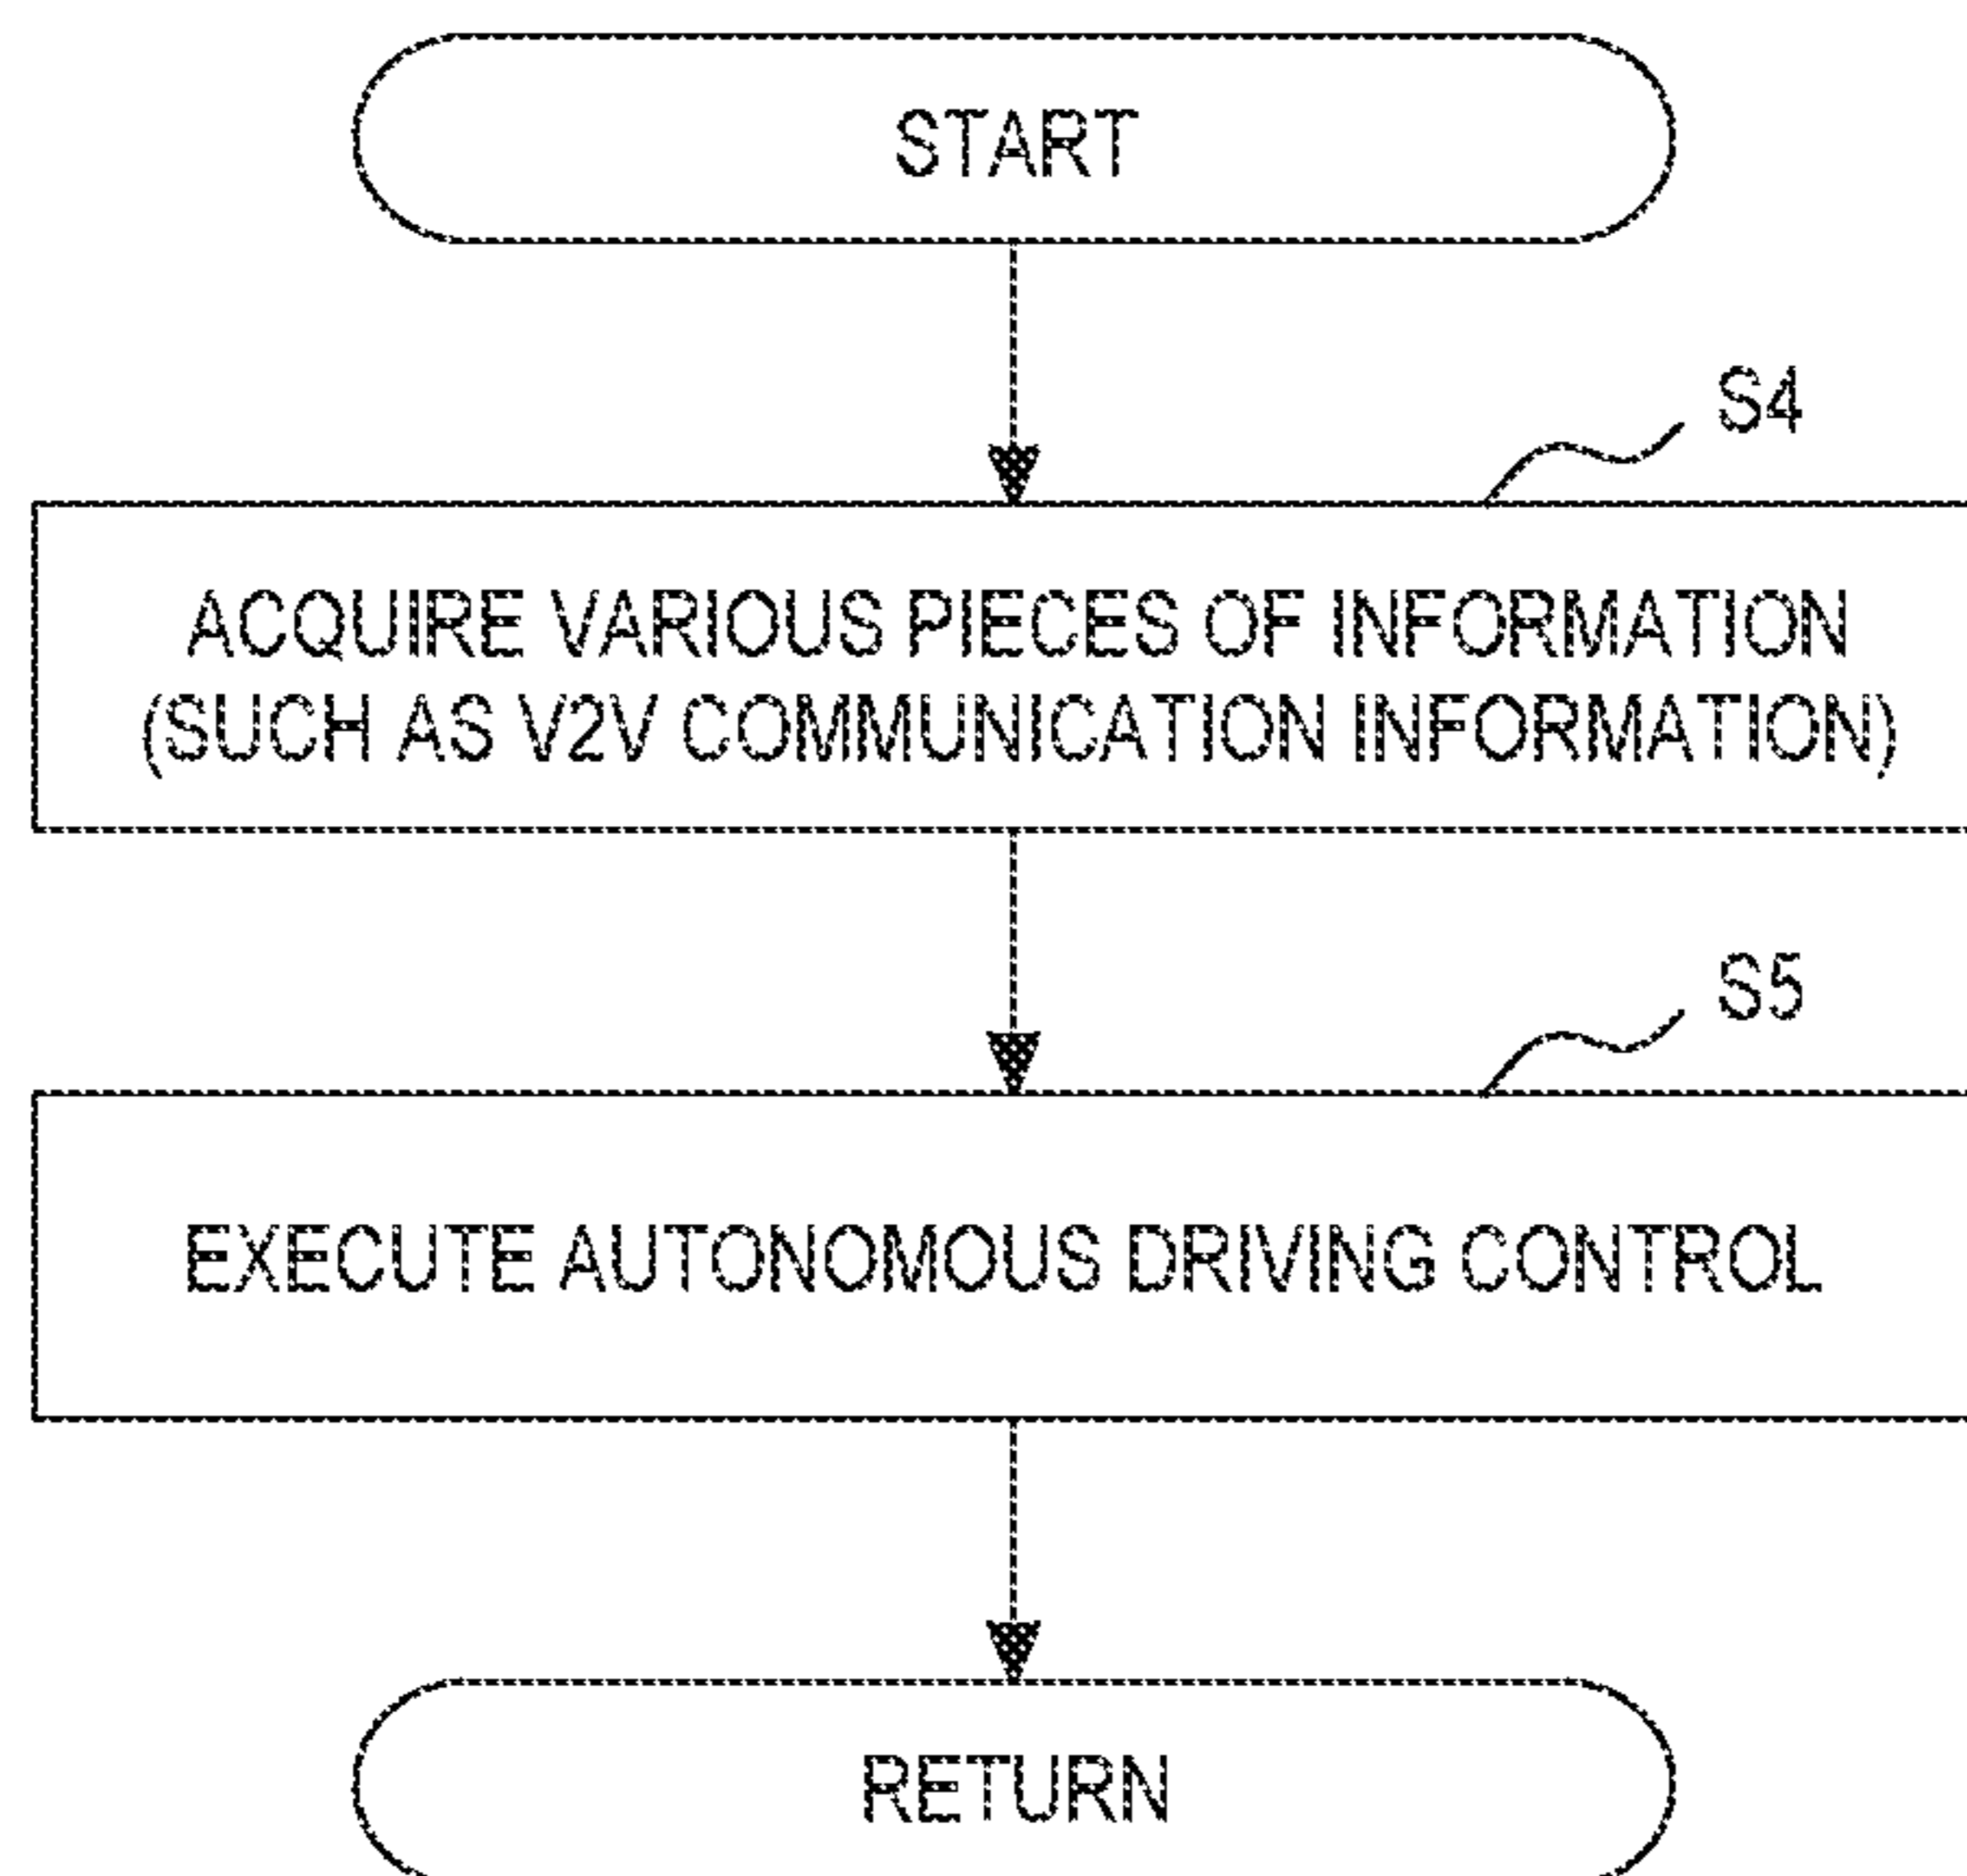 START
S4
ACQUIRE VARIOUS PIECES OF INFORMATION
(SUCH AS V2V COMMUNICATION INFORMATION)
S5
EXECUTE AUTONOMOUS DRIVING CONTROL
RETURN